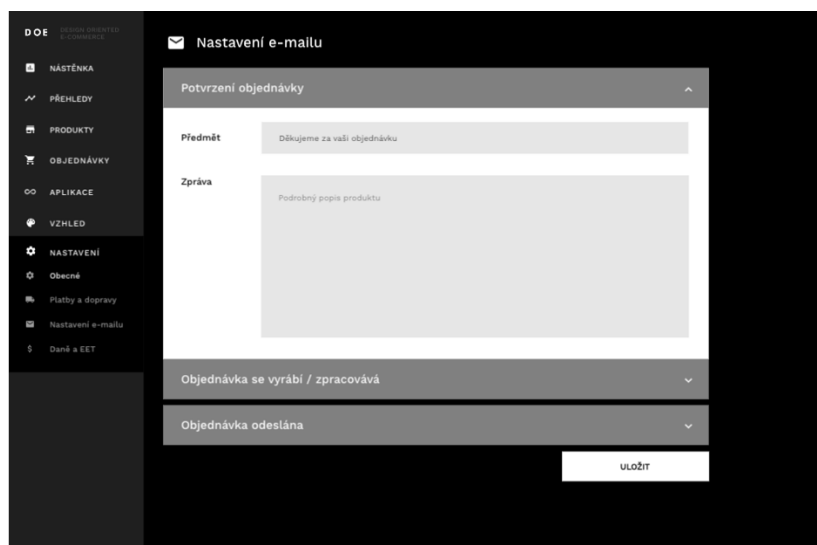 DOE DESIGN ORIENTED
E-COMMERCE
NÁSTĚNKA
PŘEHLEDY
PRODUKTY
OBJEDNÁVKY
APLIKACE
VZHLED
NASTAVENÍ
Obecné
Platby a dopravy
Nastavení e-mailu
Daně a EET
Nastavení e-mailu
Potvrzení objednávky
Předmět
Děkujeme za vaši objednávku
Zpráva
Podrobný popis produktu
Objednávka se vyrábí / zpracovává
Objednávka odeslána
ULOŽIT